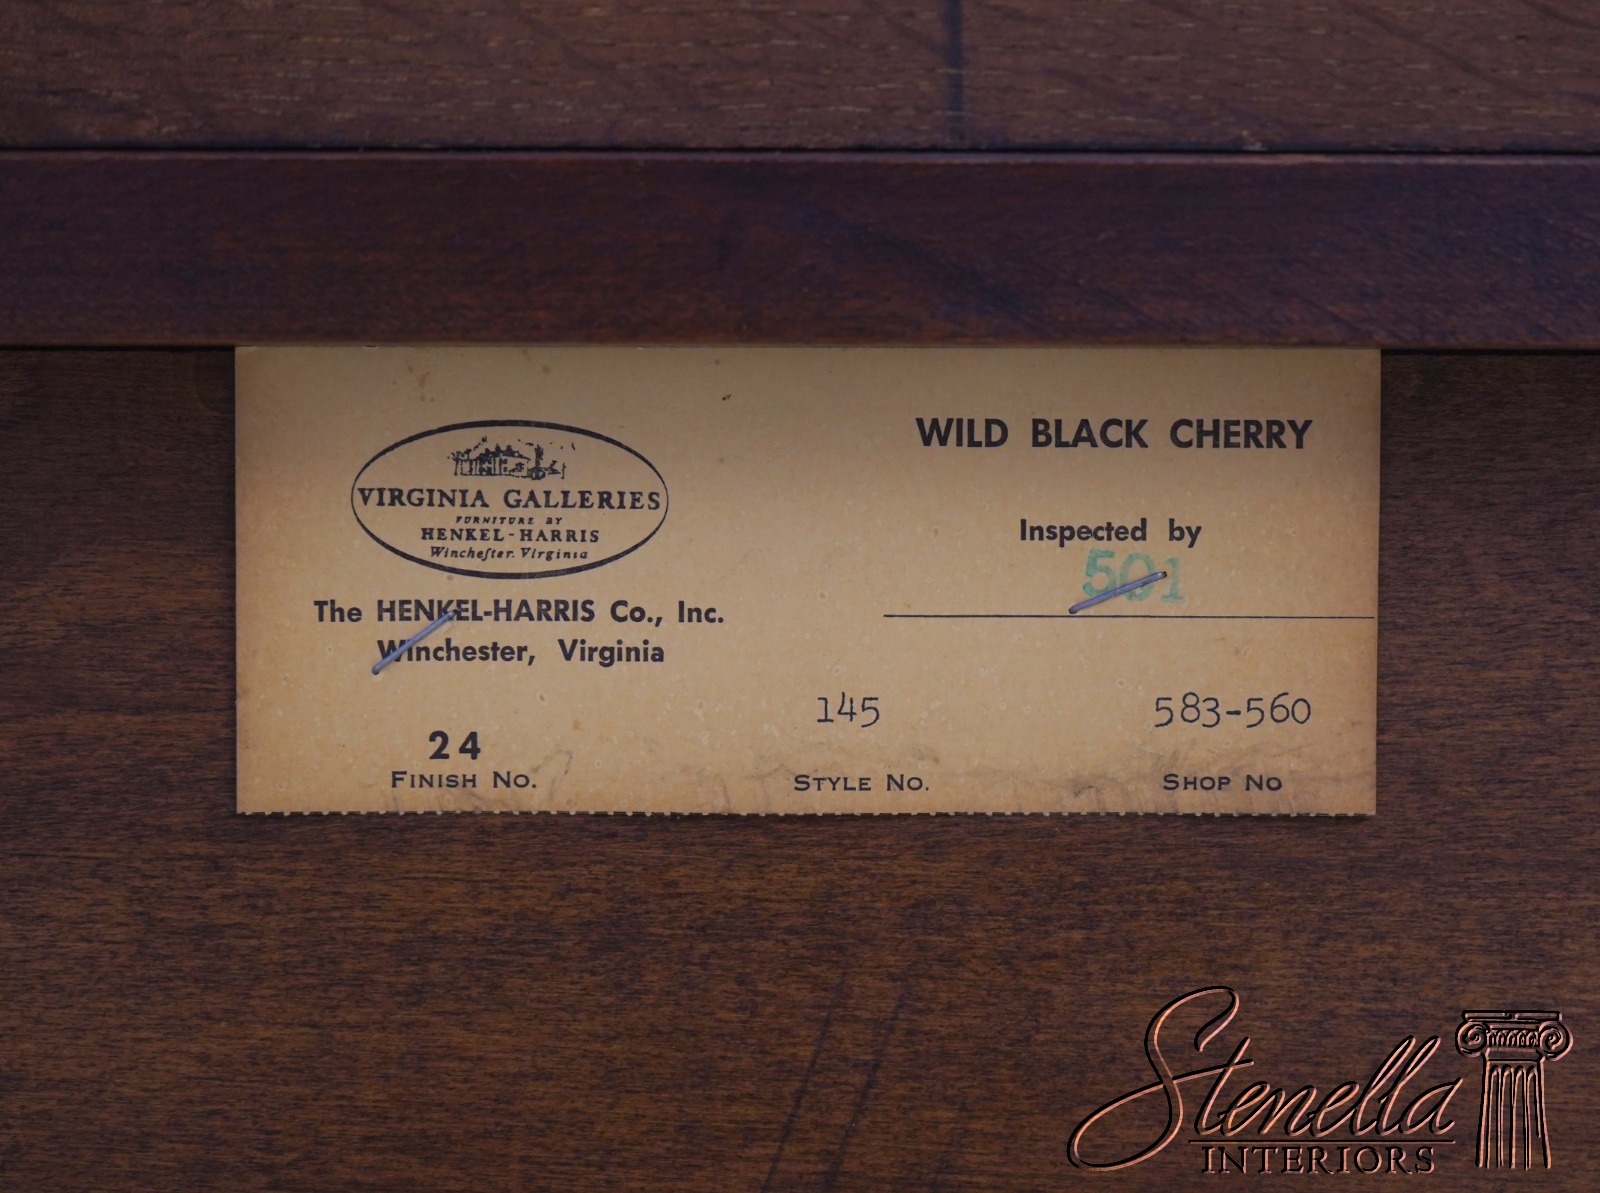 VIRGINIA GALLERIES
FURNITURE BY
HENKEL-HARRIS
Winchester, Virginia
The HENKEL-HARRIS Co., Inc.
Winchester, Virginia
WILD BLACK CHERRY
Inspected by
501
24
FINISH NO.
145
STYLE NO.
583-560
SHOP NO
Stenella
INTERIORS